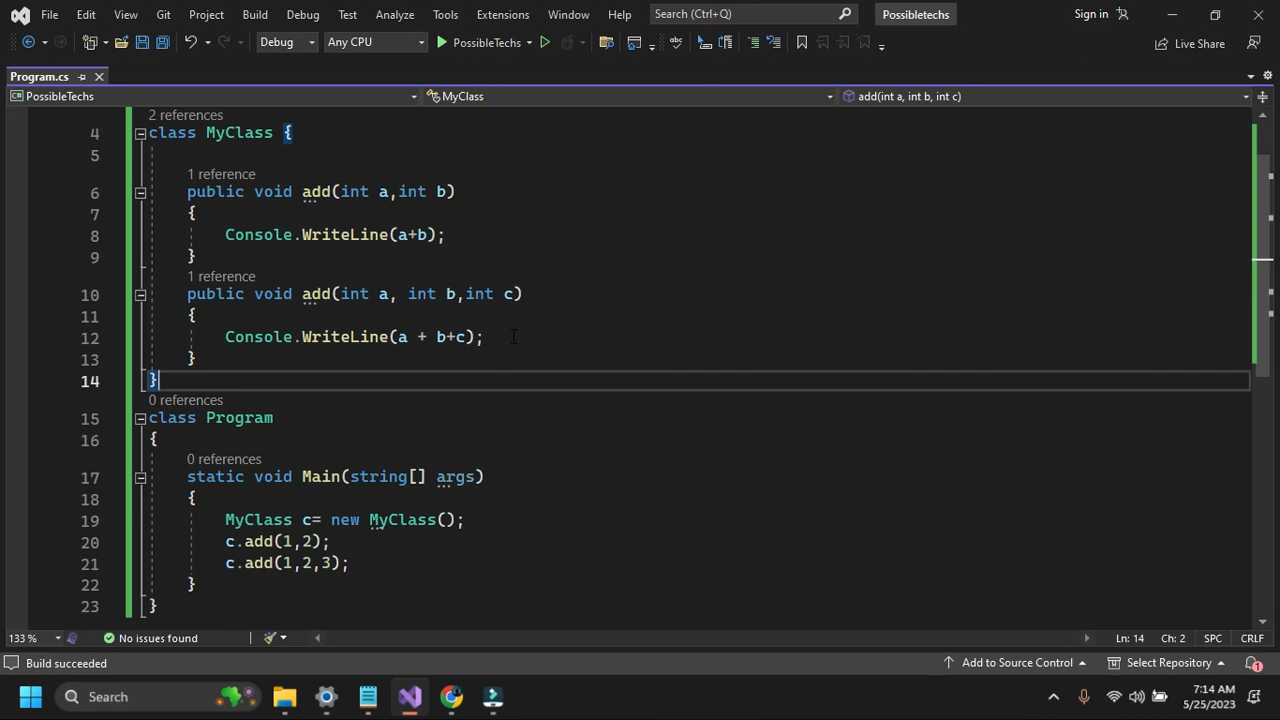 File Edit View Git Project Build Debug Test Analyze Tools Extensions Window Help Search (Ctrl+Q) Possibletechs Sign in
Debug Any CPU PossibleTechs abc Live Share
Program.cs
PossibleTechs MyClass add(int a, int b, int c)
2 references
4 class MyClass {
5
1 reference
6 public void add(int a,int b)
7 {
8 Console.WriteLine(a+b);
9 }
1 reference
10 public void add(int a, int b,int c)
11 {
12 Console.WriteLine(a + b+c);
13 }
14 }
0 references
15 class Program
16 {
0 references
17 static void Main(string[] args)
18 {
19 MyClass c= new MyClass();
20 c.add(1,2);
21 c.add(1,2,3);
22 }
23 }
133 % No issues found Ln: 14 Ch: 2 SPC CRLF
Build succeeded Add to Source Control Select Repository 1
Search 7:14 AM
5/25/2023